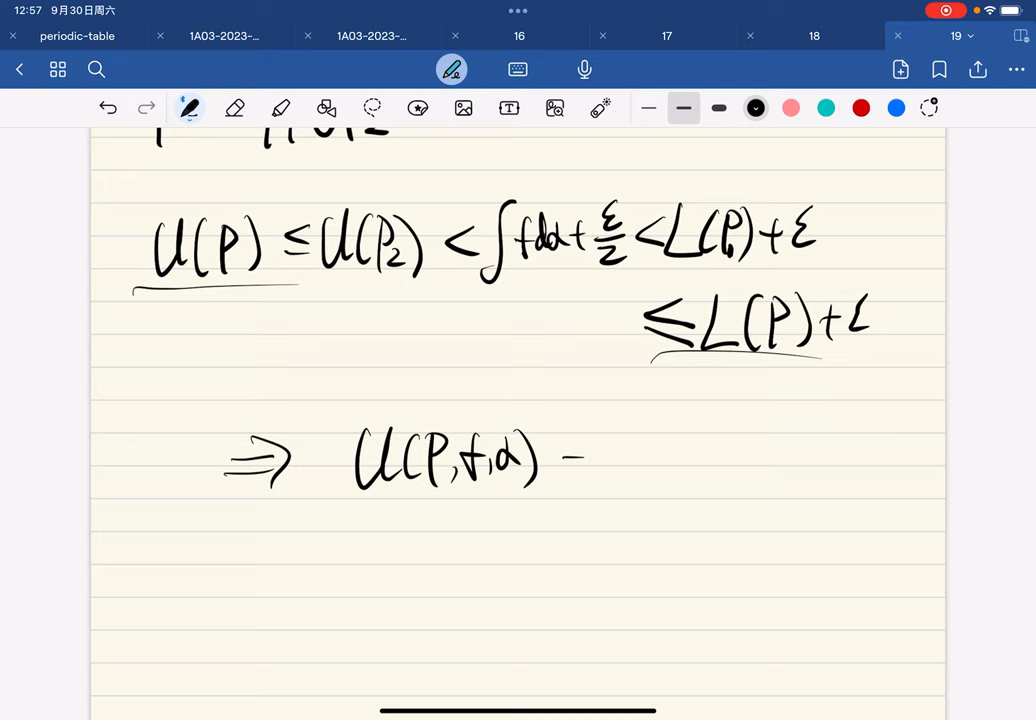 12:57 9月30日周六
periodic-table 1A03-2023-... 1A03-2023-... 16 17 18 19
U(P) ≤ U(P₂) < ∫fdα + ε/2 < L(P₁) + ε
≤ L(P) + ε
⇒ U(P, f, α) –